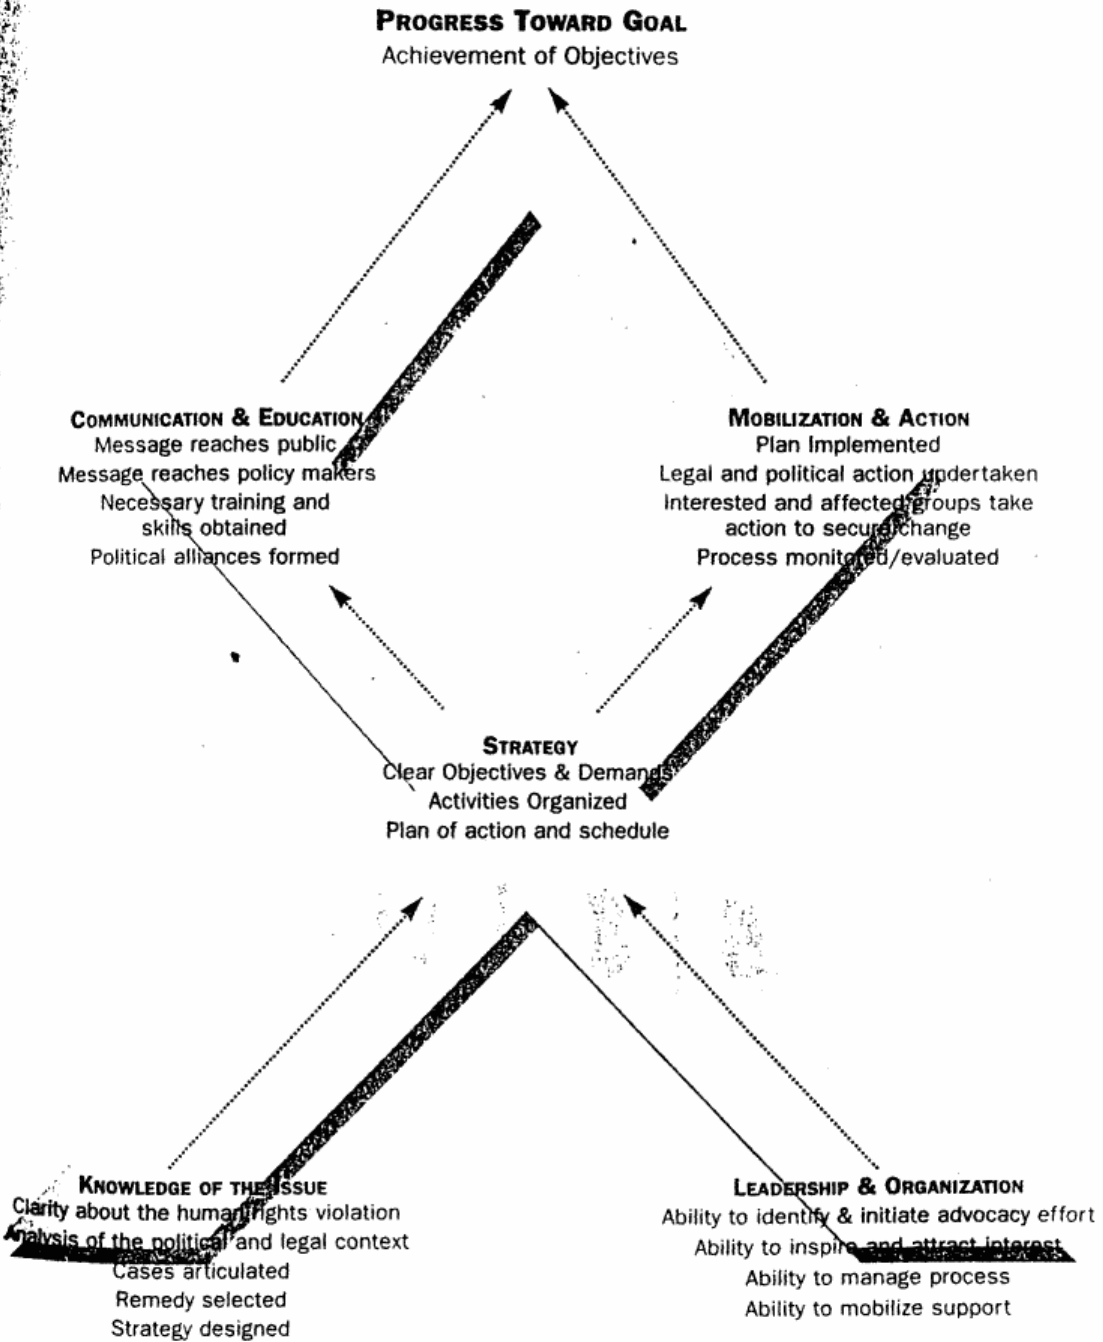 PROGRESS TOWARD GOAL
Achievement of Objectives
COMMUNICATION & EDUCATION
Message reaches public
Message reaches policy makers
Necessary training and
skills obtained
Political alliances formed
MOBILIZATION & ACTION
Plan Implemented
Legal and political action undertaken
Interested and affected groups take
action to secure change
Process monitored/evaluated
STRATEGY
Clear Objectives & Demands
Activities Organized
Plan of action and schedule
KNOWLEDGE OF THE ISSUE
Clarity about the human rights violation
Analysis of the political and legal context
Cases articulated
Remedy selected
Strategy designed
LEADERSHIP & ORGANIZATION
Ability to identify & initiate advocacy effort
Ability to inspire and attract interest
Ability to manage process
Ability to mobilize support